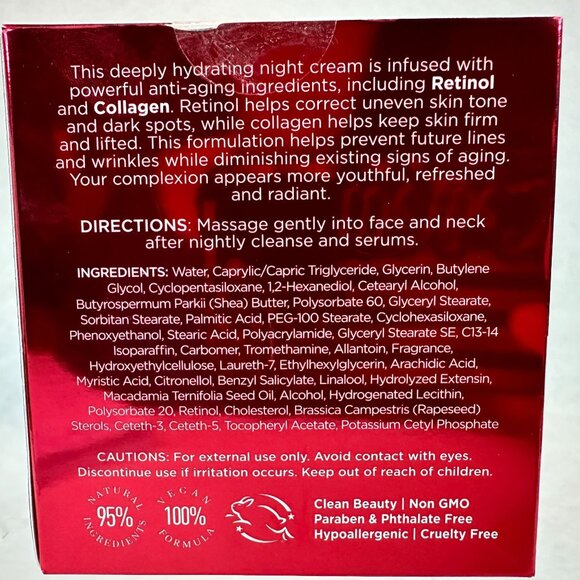 This deeply hydrating night cream is infused with
powerful anti-aging ingredients, including Retinol
and Collagen. Retinol helps correct uneven skin tone
and dark spots, while collagen helps keep skin firm
and lifted. This formulation helps prevent future lines
and wrinkles while diminishing existing signs of aging.
Your complexion appears more youthful, refreshed
and radiant.
DIRECTIONS: Massage gently into face and neck
after nightly cleanse and serums.
INGREDIENTS: Water, Caprylic/Capric Triglyceride, Glycerin, Butylene
Glycol, Cyclopentasiloxane, 1,2-Hexanediol, Cetearyl Alcohol,
Butyrospermum Parkii (Shea) Butter, Polysorbate 60, Glyceryl Stearate,
Sorbitan Stearate, Palmitic Acid, PEG-100 Stearate, Cyclohexasiloxane,
Phenoxyethanol, Stearic Acid, Polyacrylamide, Glyceryl Stearate SE, C13-14
Isoparaffin, Carbomer, Tromethamine, Allantoin, Fragrance,
Hydroxyethylcellulose, Laureth-7, Ethylhexylglycerin, Arachidic Acid,
Myristic Acid, Citronellol, Benzyl Salicylate, Linalool, Hydrolyzed Extensin,
Macadamia Ternifolia Seed Oil, Alcohol, Hydrogenated Lecithin,
Polysorbate 20, Retinol, Cholesterol, Brassica Campestris (Rapeseed)
Sterols, Ceteth-3, Ceteth-5, Tocopheryl Acetate, Potassium Cetyl Phosphate
CAUTIONS: For external use only. Avoid contact with eyes.
Discontinue use if irritation occurs. Keep out of reach of children.
NATURAL
95%
INGREDIENTS
VEGAN
100%
FORMULA
Clean Beauty | Non GMO
Paraben & Phthalate Free
Hypoallergenic | Cruelty Free